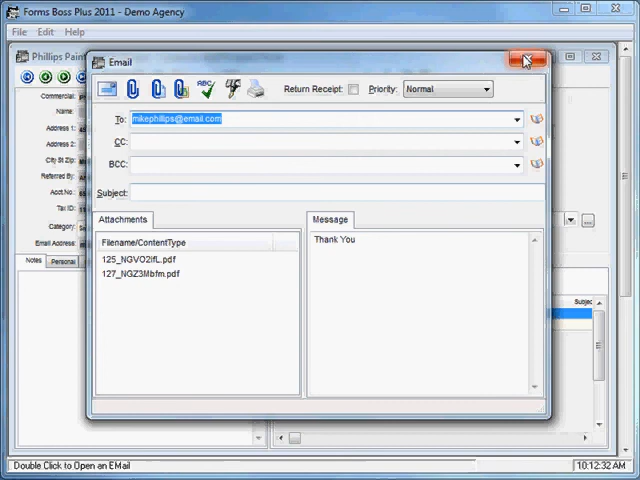 Forms Boss Plus 2011 - Demo Agency
File Edit Help
Phillips Pain
Email
ABC
Return Receipt: Priority: Normal
To: mikephillips@email.com
CC:
BCC:
Subject:
Attachments
Filename/ContentType
125_NGVO2IfL.pdf
127_NGZ3Mbfm.pdf
Message
Thank You
Commercial:
Name:
Address 1:
Address 2:
City St Zip:
Referred By:
Acct.No.:
Tax ID:
Category:
Email Address:
Notes Personal
Subjec
Double Click to Open an EMail
10:12:32 AM